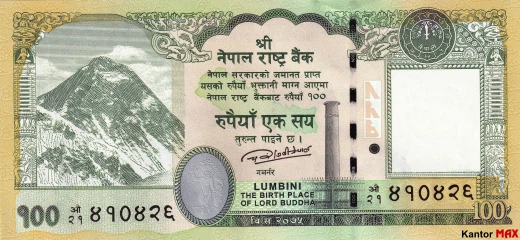 श्री
नेपाल राष्ट्र बैंक
नेपाल सरकारको जमानत प्राप्त
यसको रुपैयाँ भुक्तानी माग्न आएमा
नेपाल राष्ट्र बैंकबाट रुपैयाँ १००
रुपैयाँ एक सय
तुरुन्त पाइने छ।
गभर्नर
LUMBINI
THE BIRTH PLACE
OF LORD BUDDHA
वि.सं. २०७५
१००
ओ
२१ ४१०४२६
ओ
२१ ४१०४२६
100
Kantor MAX